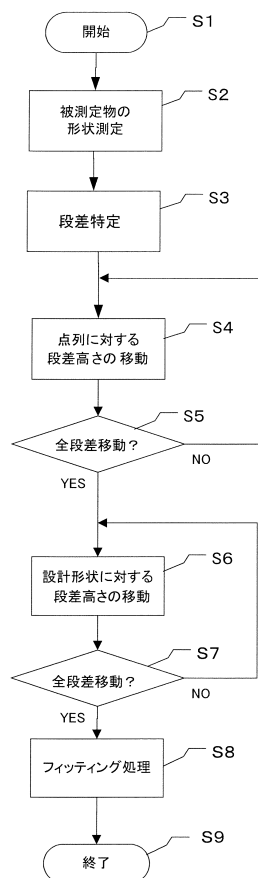 開始
S1
被測定物の
形状測定
S2
段差特定
S3
点列に対する
段差高さの移動
S4
全段差移動?
S5
NO
YES
設計形状に対する
段差高さの移動
S6
全段差移動?
S7
NO
YES
フィッティング処理
S8
終了
S9